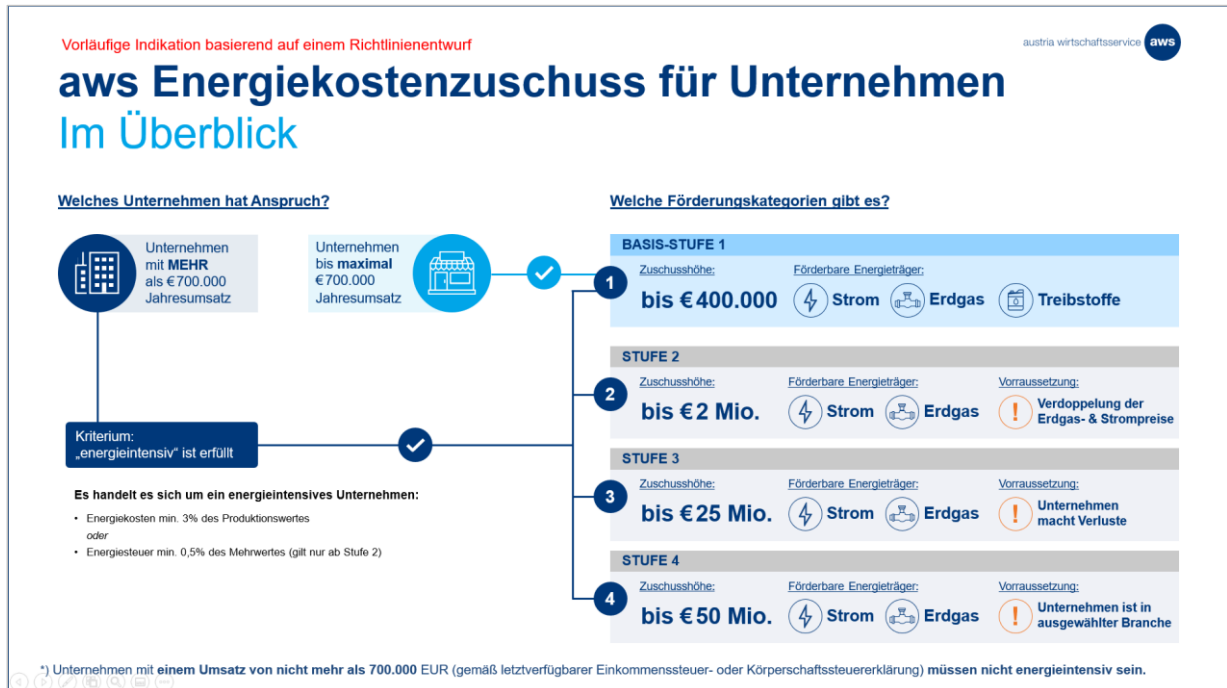 Vorläufige Indikation basierend auf einem Richtlinienentwurf
austria wirtschaftsservice aws
aws Energiekostenzuschuss für Unternehmen
Im Überblick
Welches Unternehmen hat Anspruch?
Unternehmen
mit MEHR
als €700.000
Jahresumsatz
Unternehmen
bis maximal
€700.000
Jahresumsatz
Kriterium:
„energieintensiv“ ist erfüllt
Es handelt es sich um ein energieintensives Unternehmen:
• Energiekosten min. 3% des Produktionswertes
oder
• Energiesteuer min. 0,5% des Mehrwertes (gilt nur ab Stufe 2)
Welche Förderungskategorien gibt es?
BASIS-STUFE 1
1
Zuschusshöhe:
bis €400.000
Förderbare Energieträger:
Strom Erdgas Treibstoffe
STUFE 2
2
Zuschusshöhe:
bis €2 Mio.
Förderbare Energieträger:
Strom Erdgas
Vorraussetzung:
! Verdoppelung der
Erdgas- & Strompreise
STUFE 3
3
Zuschusshöhe:
bis €25 Mio.
Förderbare Energieträger:
Strom Erdgas
Vorraussetzung:
! Unternehmen
macht Verluste
STUFE 4
4
Zuschusshöhe:
bis €50 Mio.
Förderbare Energieträger:
Strom Erdgas
Vorraussetzung:
! Unternehmen ist in
ausgewählter Branche
*) Unternehmen mit einem Umsatz von nicht mehr als 700.000 EUR (gemäß letztverfügbarer Einkommenssteuer- oder Körperschaftssteuererklärung) müssen nicht energieintensiv sein.